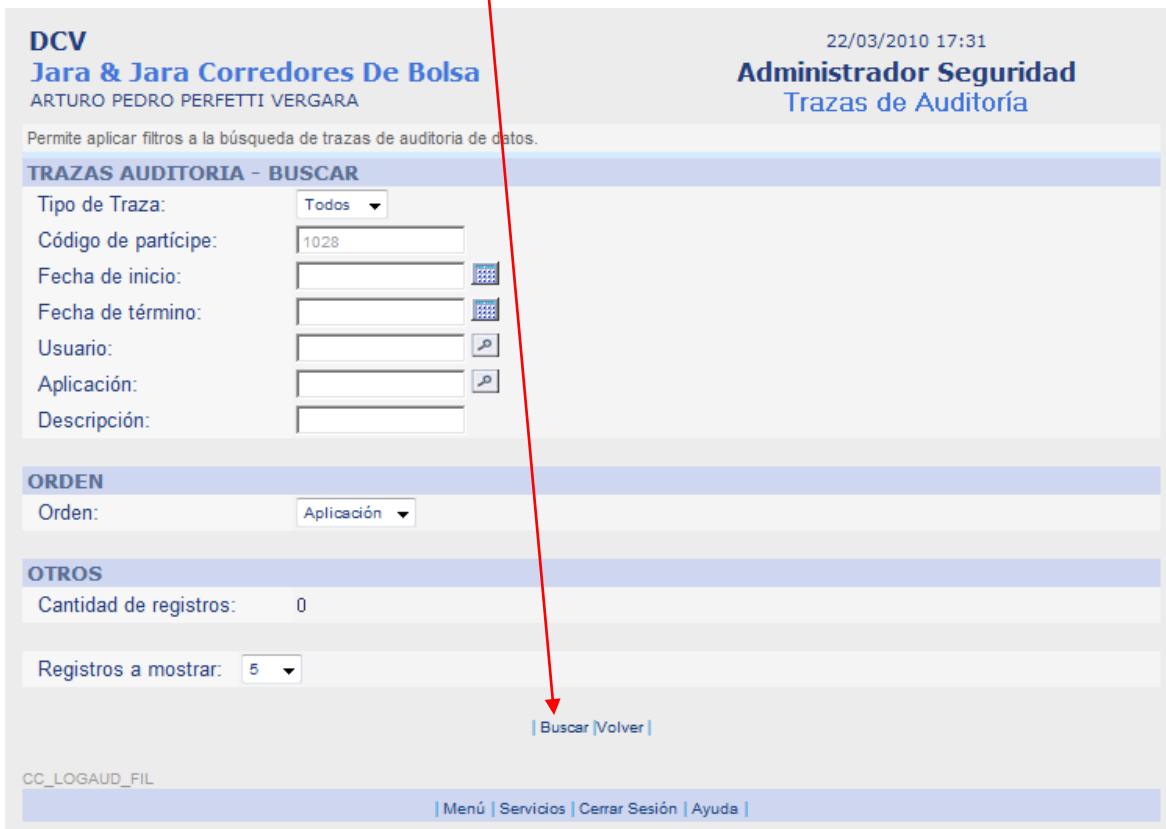 DCV
22/03/2010 17:31
Jara & Jara Corredores De Bolsa
Administrador Seguridad
ARTURO PEDRO PERFETTI VERGARA
Trazas de Auditoría
Permite aplicar filtros a la búsqueda de trazas de auditoria de datos.
TRAZAS AUDITORIA - BUSCAR
Tipo de Traza: Todos
Código de partícipe: 1028
Fecha de inicio:
Fecha de término:
Usuario:
Aplicación:
Descripción:
ORDEN
Orden: Aplicación
OTROS
Cantidad de registros: 0
Registros a mostrar: 5
| Buscar |Volver |
CC_LOGAUD_FIL
| Menú | Servicios | Cerrar Sesión | Ayuda |